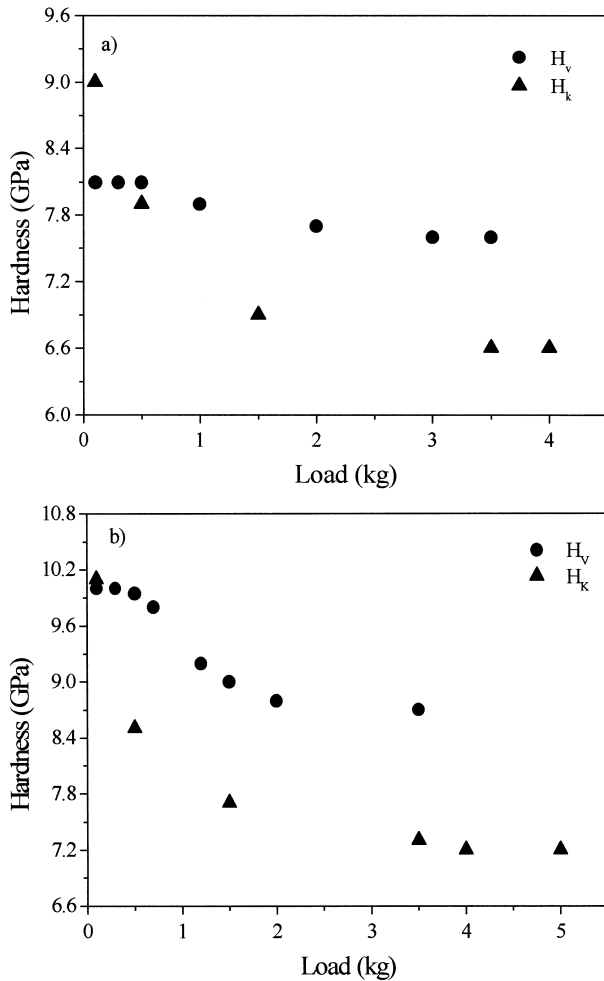 9.6
a)
H_v
H_k
9.0
8.4
7.8
7.2
6.6
6.0
Hardness (GPa)
0 1 2 3 4
Load (kg)
10.8
b)
H_V
H_K
10.2
9.6
9.0
8.4
7.8
7.2
6.6
Hardness (GPa)
0 1 2 3 4 5
Load (kg)